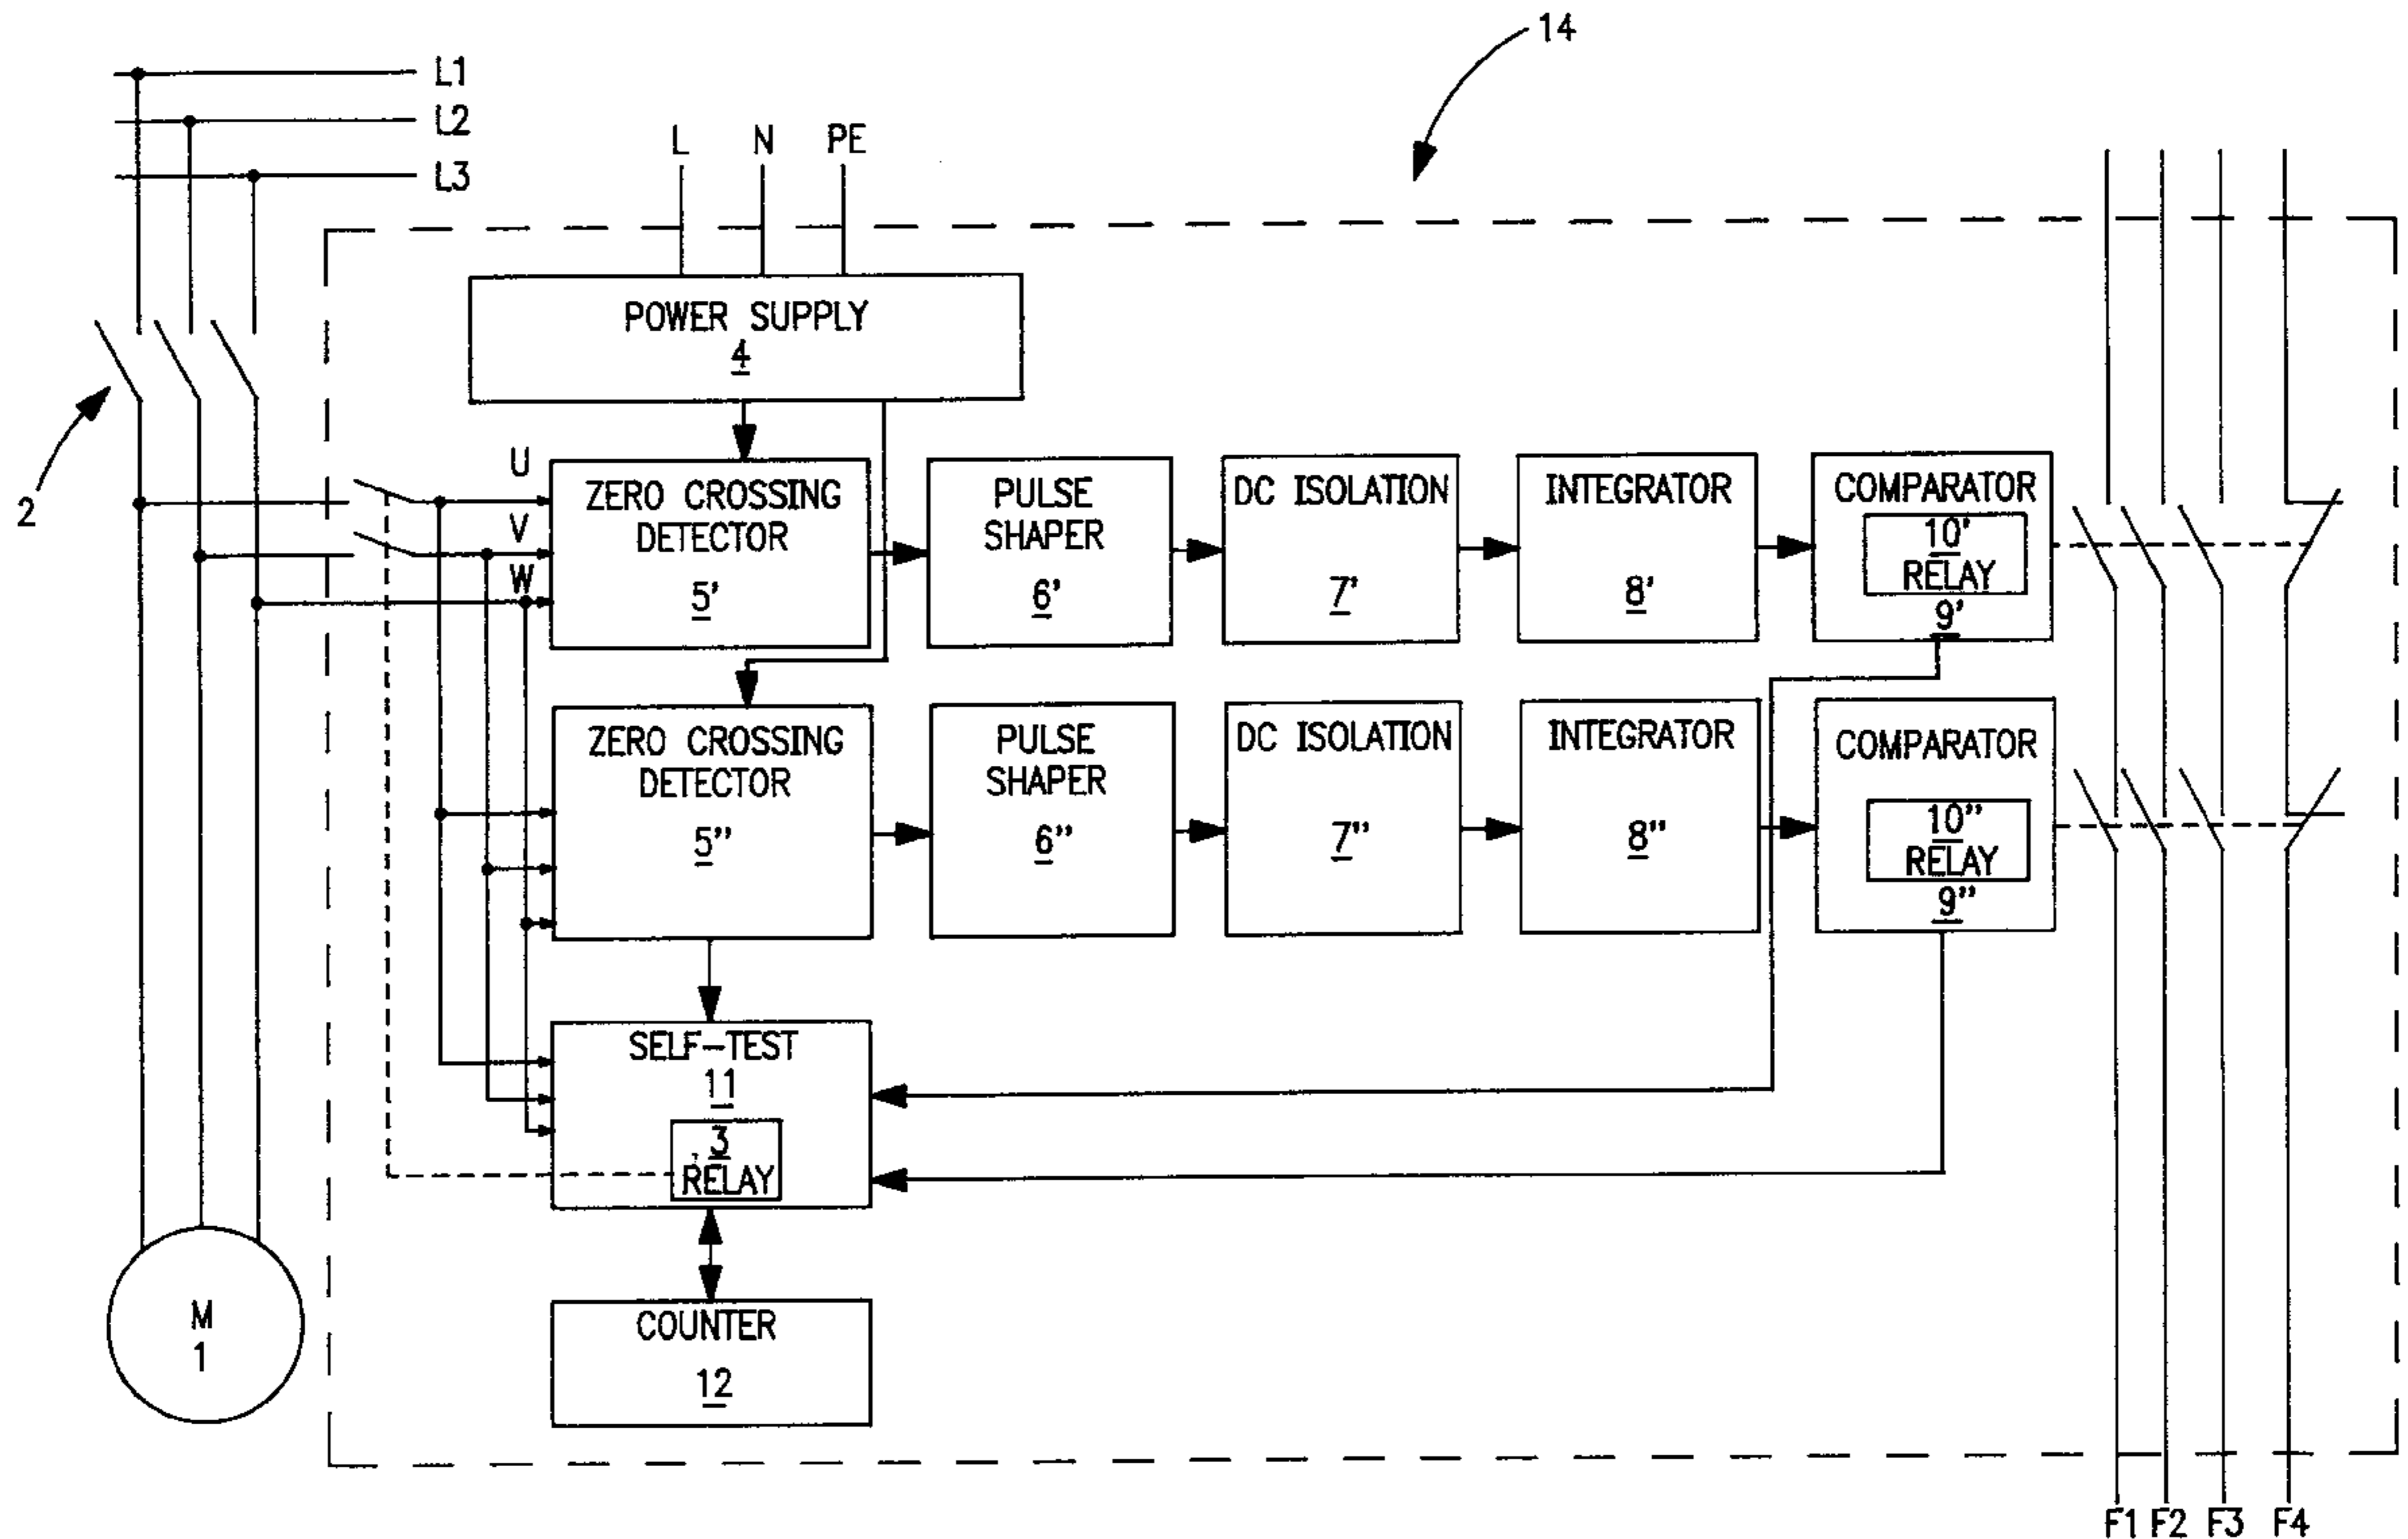 14
L1
L2
L3
L N PE
POWER SUPPLY
4
2
U
V
W
ZERO CROSSING
DETECTOR
5'
PULSE
SHAPER
6'
DC ISOLATION
7'
INTEGRATOR
8'
COMPARATOR
10'
RELAY
9'
ZERO CROSSING
DETECTOR
5"
PULSE
SHAPER
6"
DC ISOLATION
7"
INTEGRATOR
8"
COMPARATOR
10"
RELAY
9"
SELF-TEST
11
3
RELAY
COUNTER
12
M
1
F1 F2 F3 F4